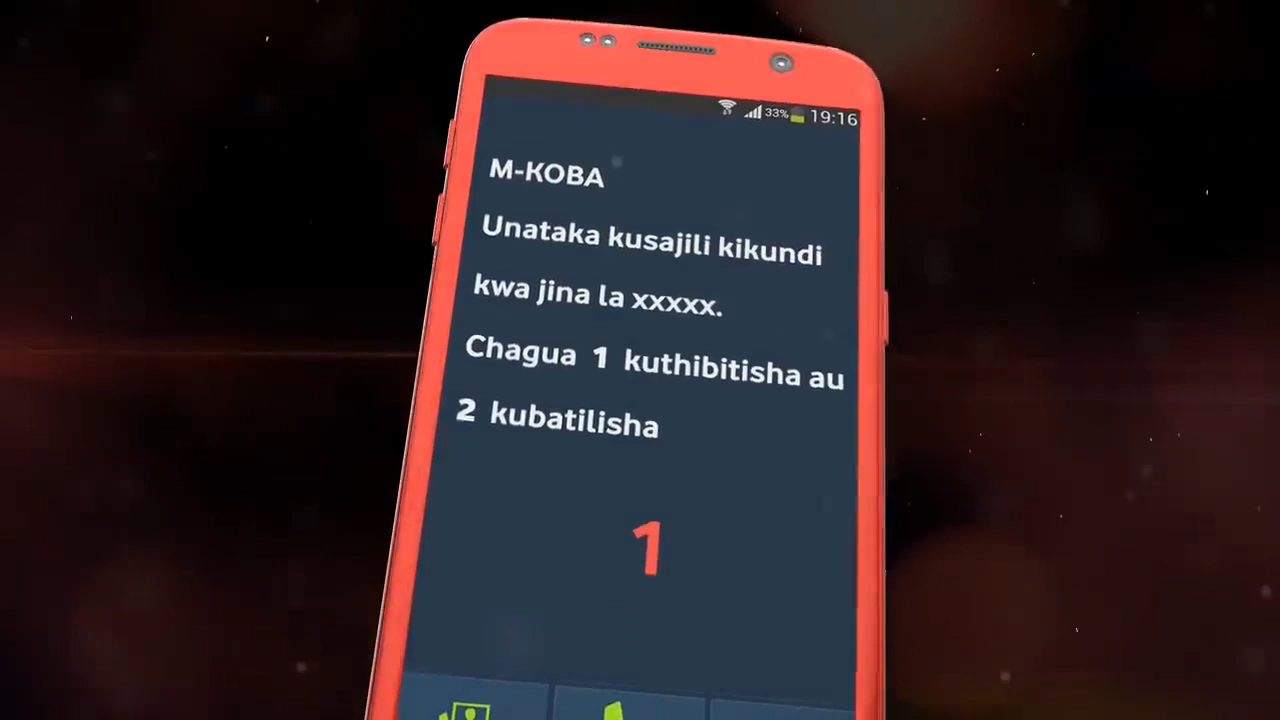 33% 19:16
M-KOBA
Unataka kusajili kikundi
kwa jina la xxxxx.
Chagua 1 kuthibitisha au
2 kubatilisha
1